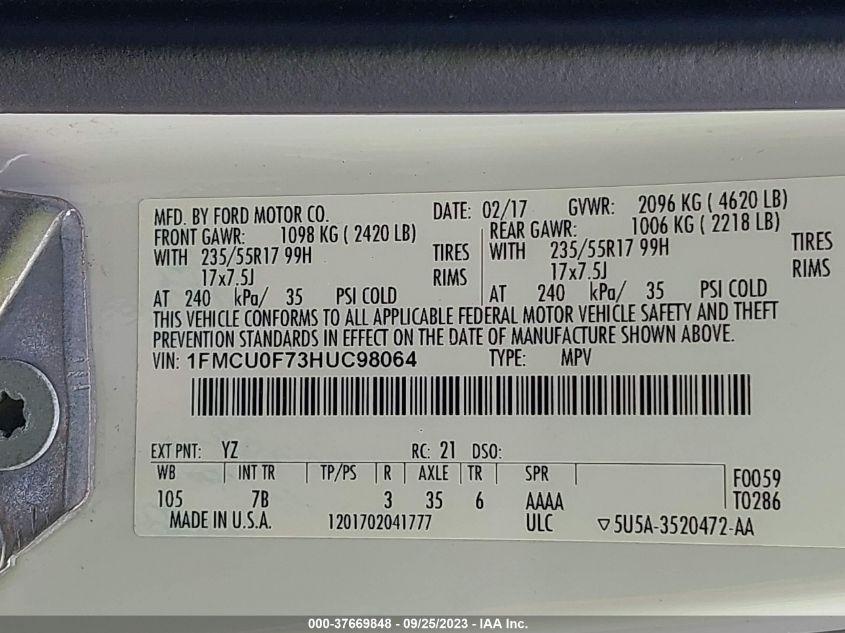 MFD. BY FORD MOTOR CO. DATE: 02/17 GVWR: 2096 KG ( 4620 LB)
FRONT GAWR: 1098 KG ( 2420 LB) REAR GAWR: 1006 KG ( 2218 LB)
WITH 235/55R17 99H TIRES WITH 235/55R17 99H TIRES
17x7.5J RIMS 17x7.5J RIMS
AT 240 kPa/ 35 PSI COLD AT 240 kPa/ 35 PSI COLD
THIS VEHICLE CONFORMS TO ALL APPLICABLE FEDERAL MOTOR VEHICLE SAFETY AND THEFT
PREVENTION STANDARDS IN EFFECT ON THE DATE OF MANUFACTURE SHOWN ABOVE.
VIN: 1FMCU0F73HUC98064 TYPE: MPV
EXT PNT: YZ RC: 21 DSO:
WB INT TR TP/PS R AXLE TR SPR F0059
105 7B 3 35 6 AAAA T0286
MADE IN U.S.A. 1201702041777 ULC ▽5U5A-3520472-AA
000-37669848 - 09/25/2023 - IAA Inc.